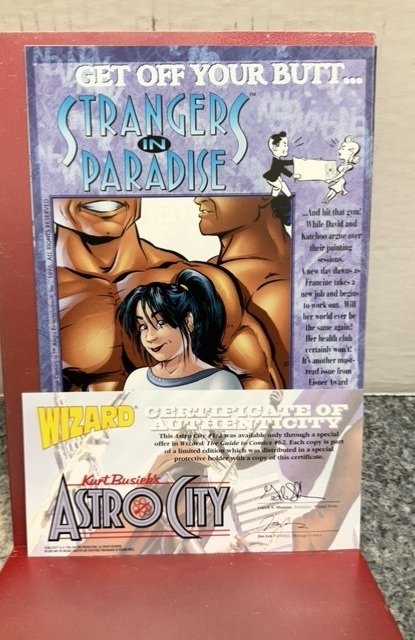 GET OFF YOUR BUTT...
STRANGERS
IN
PARADISE
™
...And hit that gym!
While David and
Katchoo argue over
their painting
sessions.
A new day dawns as
Francine takes a
new job and begins
to work out. Will
her world ever be
the same again?
Her health club
certainly won't!
It's another must-
read issue from
Eisner Award
ALL RIGHTS RESERVED
WIZARD
CERTIFICATE OF
AUTHENTICITY
This Astro City #1/2 was available only through a special
offer in Wizard: The Guide to Comics #62. Each copy is part
of a limited edition which was distributed in a special
protective holder with a copy of this certificate.
Kurt Busiek's
ASTRO CITY